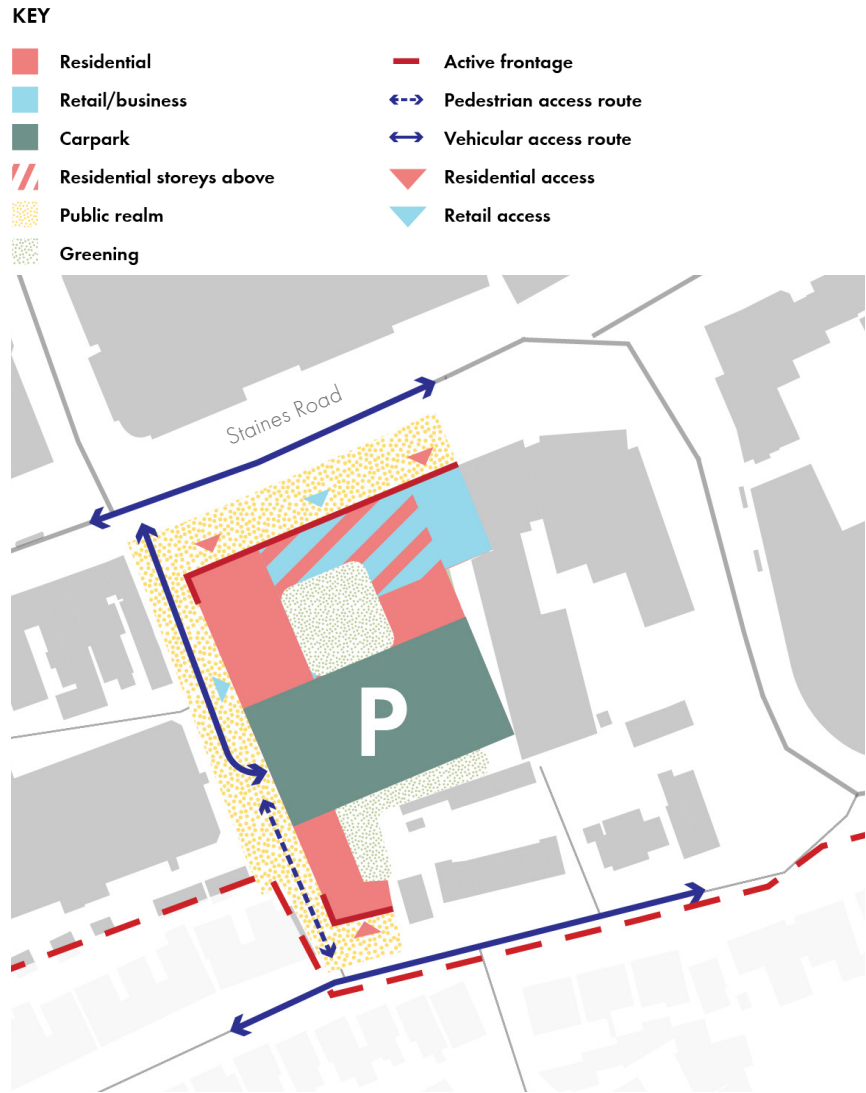 KEY
Residential
Retail/business
Carpark
Residential storeys above
Public realm
Greening
Active frontage
Pedestrian access route
Vehicular access route
Residential access
Retail access
Staines Road
P